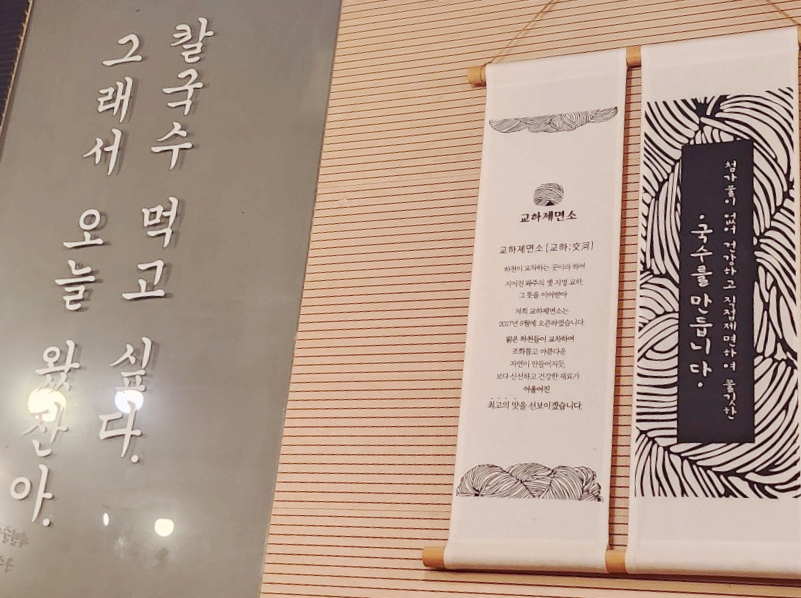 칼국수 먹고 싶다.
그래서 오늘 왔잖아.
교하제면소
교하제면소 [교하;交河]
하천이 교차하는 곳이라 하여
지어진 파주의 옛 지명 교하,
그 뜻을 이어받아
저희 교하제면소는
2017년 6월에 오픈하였습니다.
맑은 하천들이 교차하며
조화롭고 아름다운
자연이 만들어지듯,
보다 신선하고 건강한 재료가
어울어진
최고의 맛을 선보이겠습니다.
첨가물이 없어 건강하고 직접제면하여 쫄깃한
국수를 만듭니다.